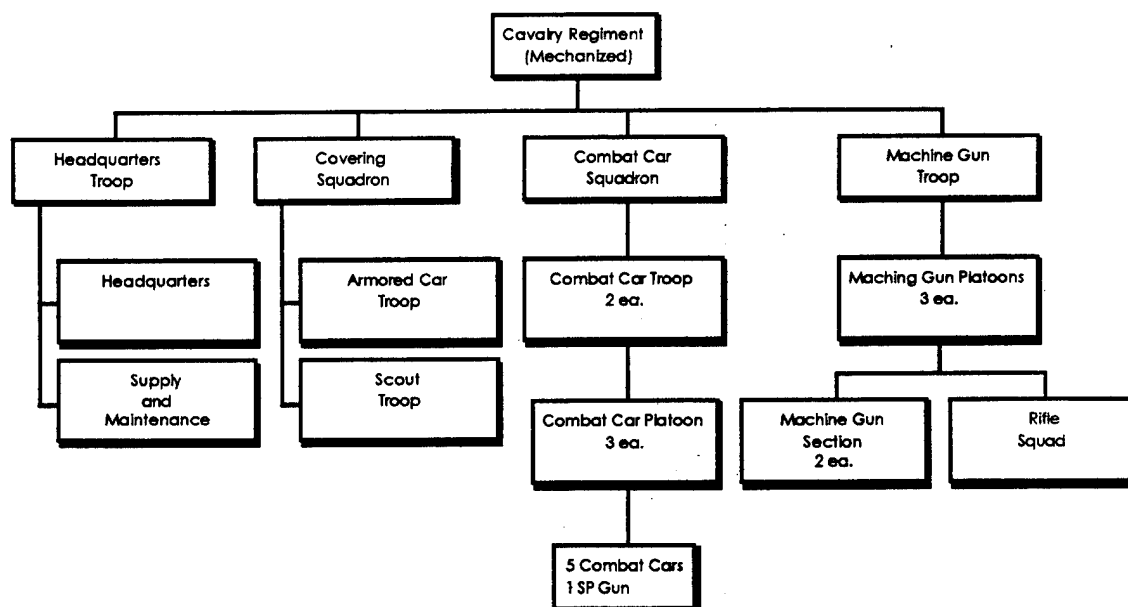 Cavalry Regiment
(Mechanized)
Headquarters
Troop
Covering
Squadron
Combat Car
Squadron
Machine Gun
Troop
Headquarters
Armored Car
Troop
Combat Car Troop
2 ea.
Maching Gun Platoons
3 ea.
Supply
and
Maintenance
Scout
Troop
Combat Car Platoon
3 ea.
Machine Gun
Section
2 ea.
Rifle
Squad
5 Combat Cars
1 SP Gun